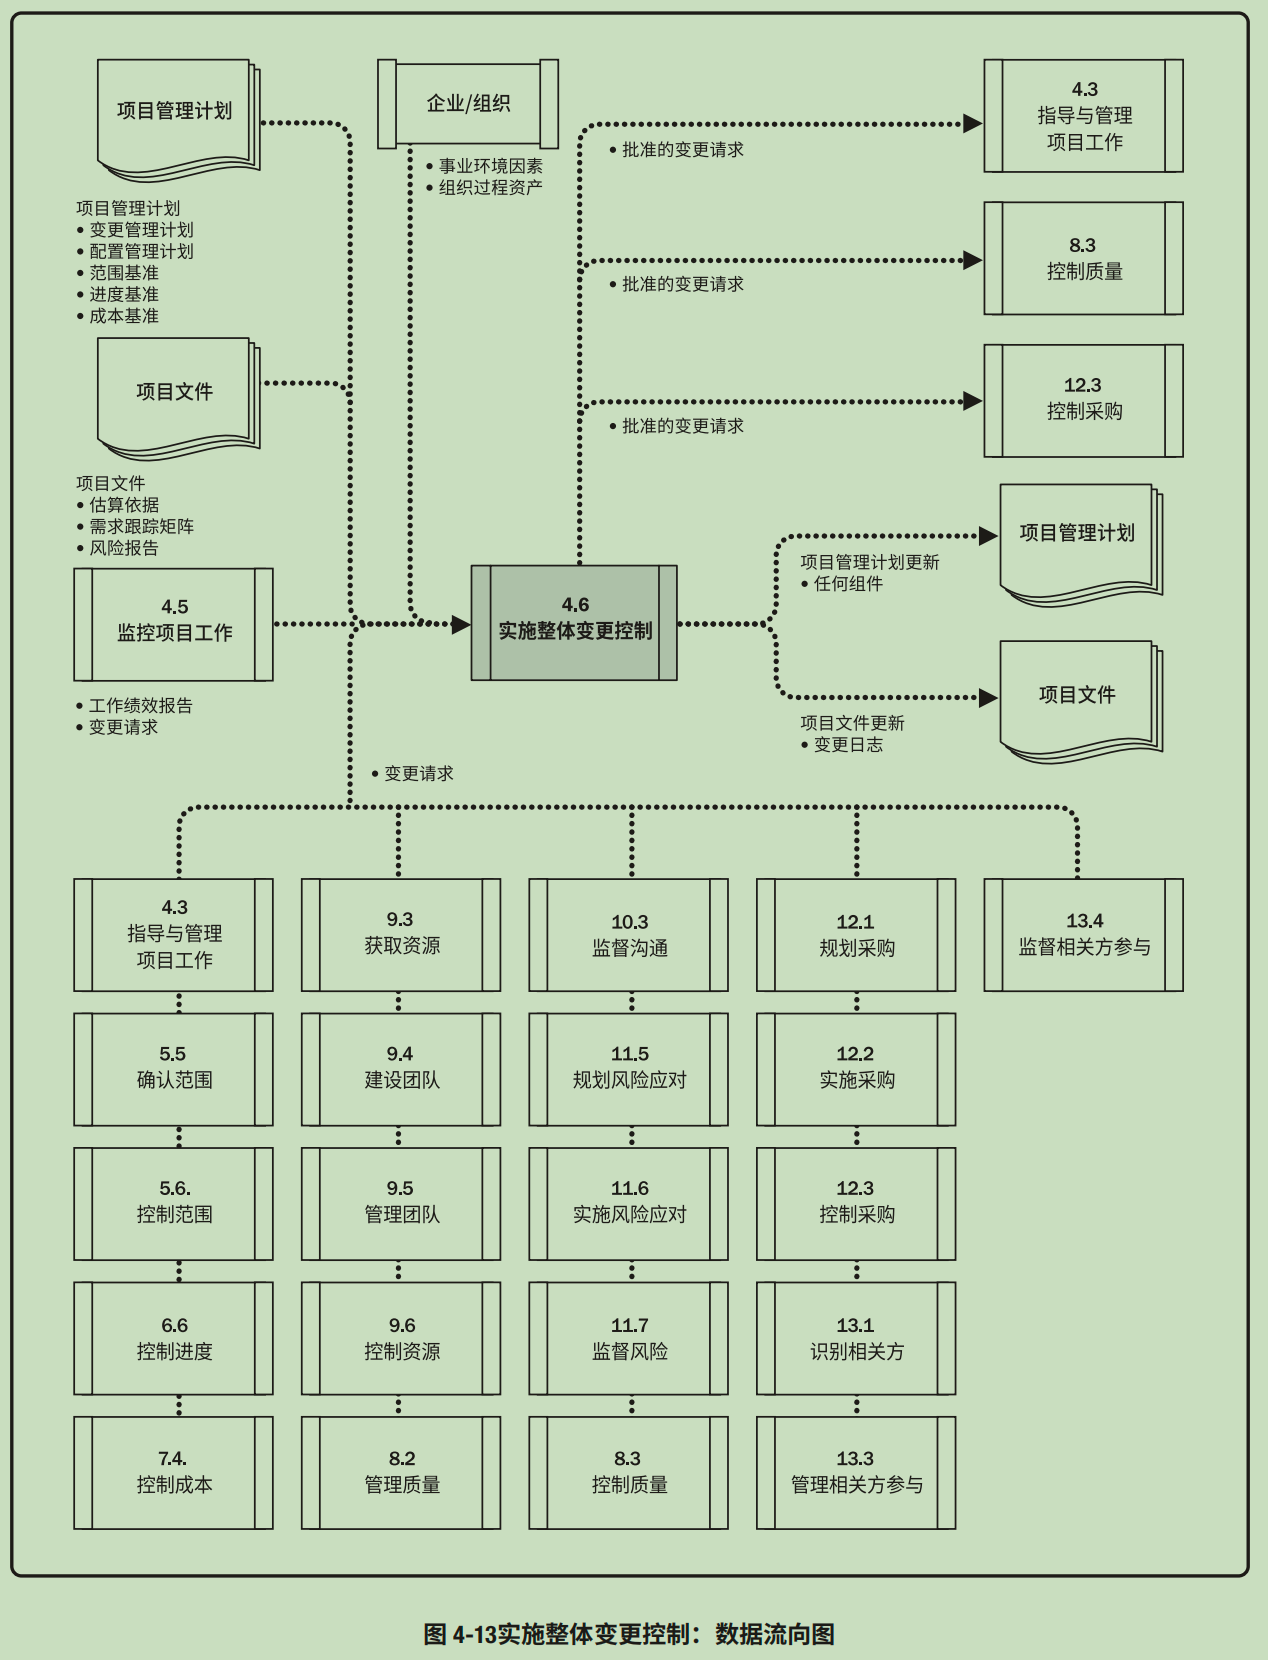 项目管理计划
项目管理计划
• 变更管理计划
• 配置管理计划
• 范围基准
• 进度基准
• 成本基准
企业/组织
• 事业环境因素
• 组织过程资产
• 批准的变更请求
4.3
指导与管理
项目工作
• 批准的变更请求
8.3
控制质量
• 批准的变更请求
12.3
控制采购
项目文件
项目文件
• 估算依据
• 需求跟踪矩阵
• 风险报告
4.5
监控项目工作
• 工作绩效报告
• 变更请求
4.6
实施整体变更控制
项目管理计划更新
• 任何组件
项目管理计划
项目文件更新
• 变更日志
项目文件
• 变更请求
4.3
指导与管理
项目工作
9.3
获取资源
10.3
监督沟通
12.1
规划采购
13.4
监督相关方参与
5.5
确认范围
9.4
建设团队
11.5
规划风险应对
12.2
实施采购
5.6.
控制范围
9.5
管理团队
11.6
实施风险应对
12.3
控制采购
6.6
控制进度
9.6
控制资源
11.7
监督风险
13.1
识别相关方
7.4.
控制成本
8.2
管理质量
8.3
控制质量
13.3
管理相关方参与
图 4-13实施整体变更控制：数据流向图